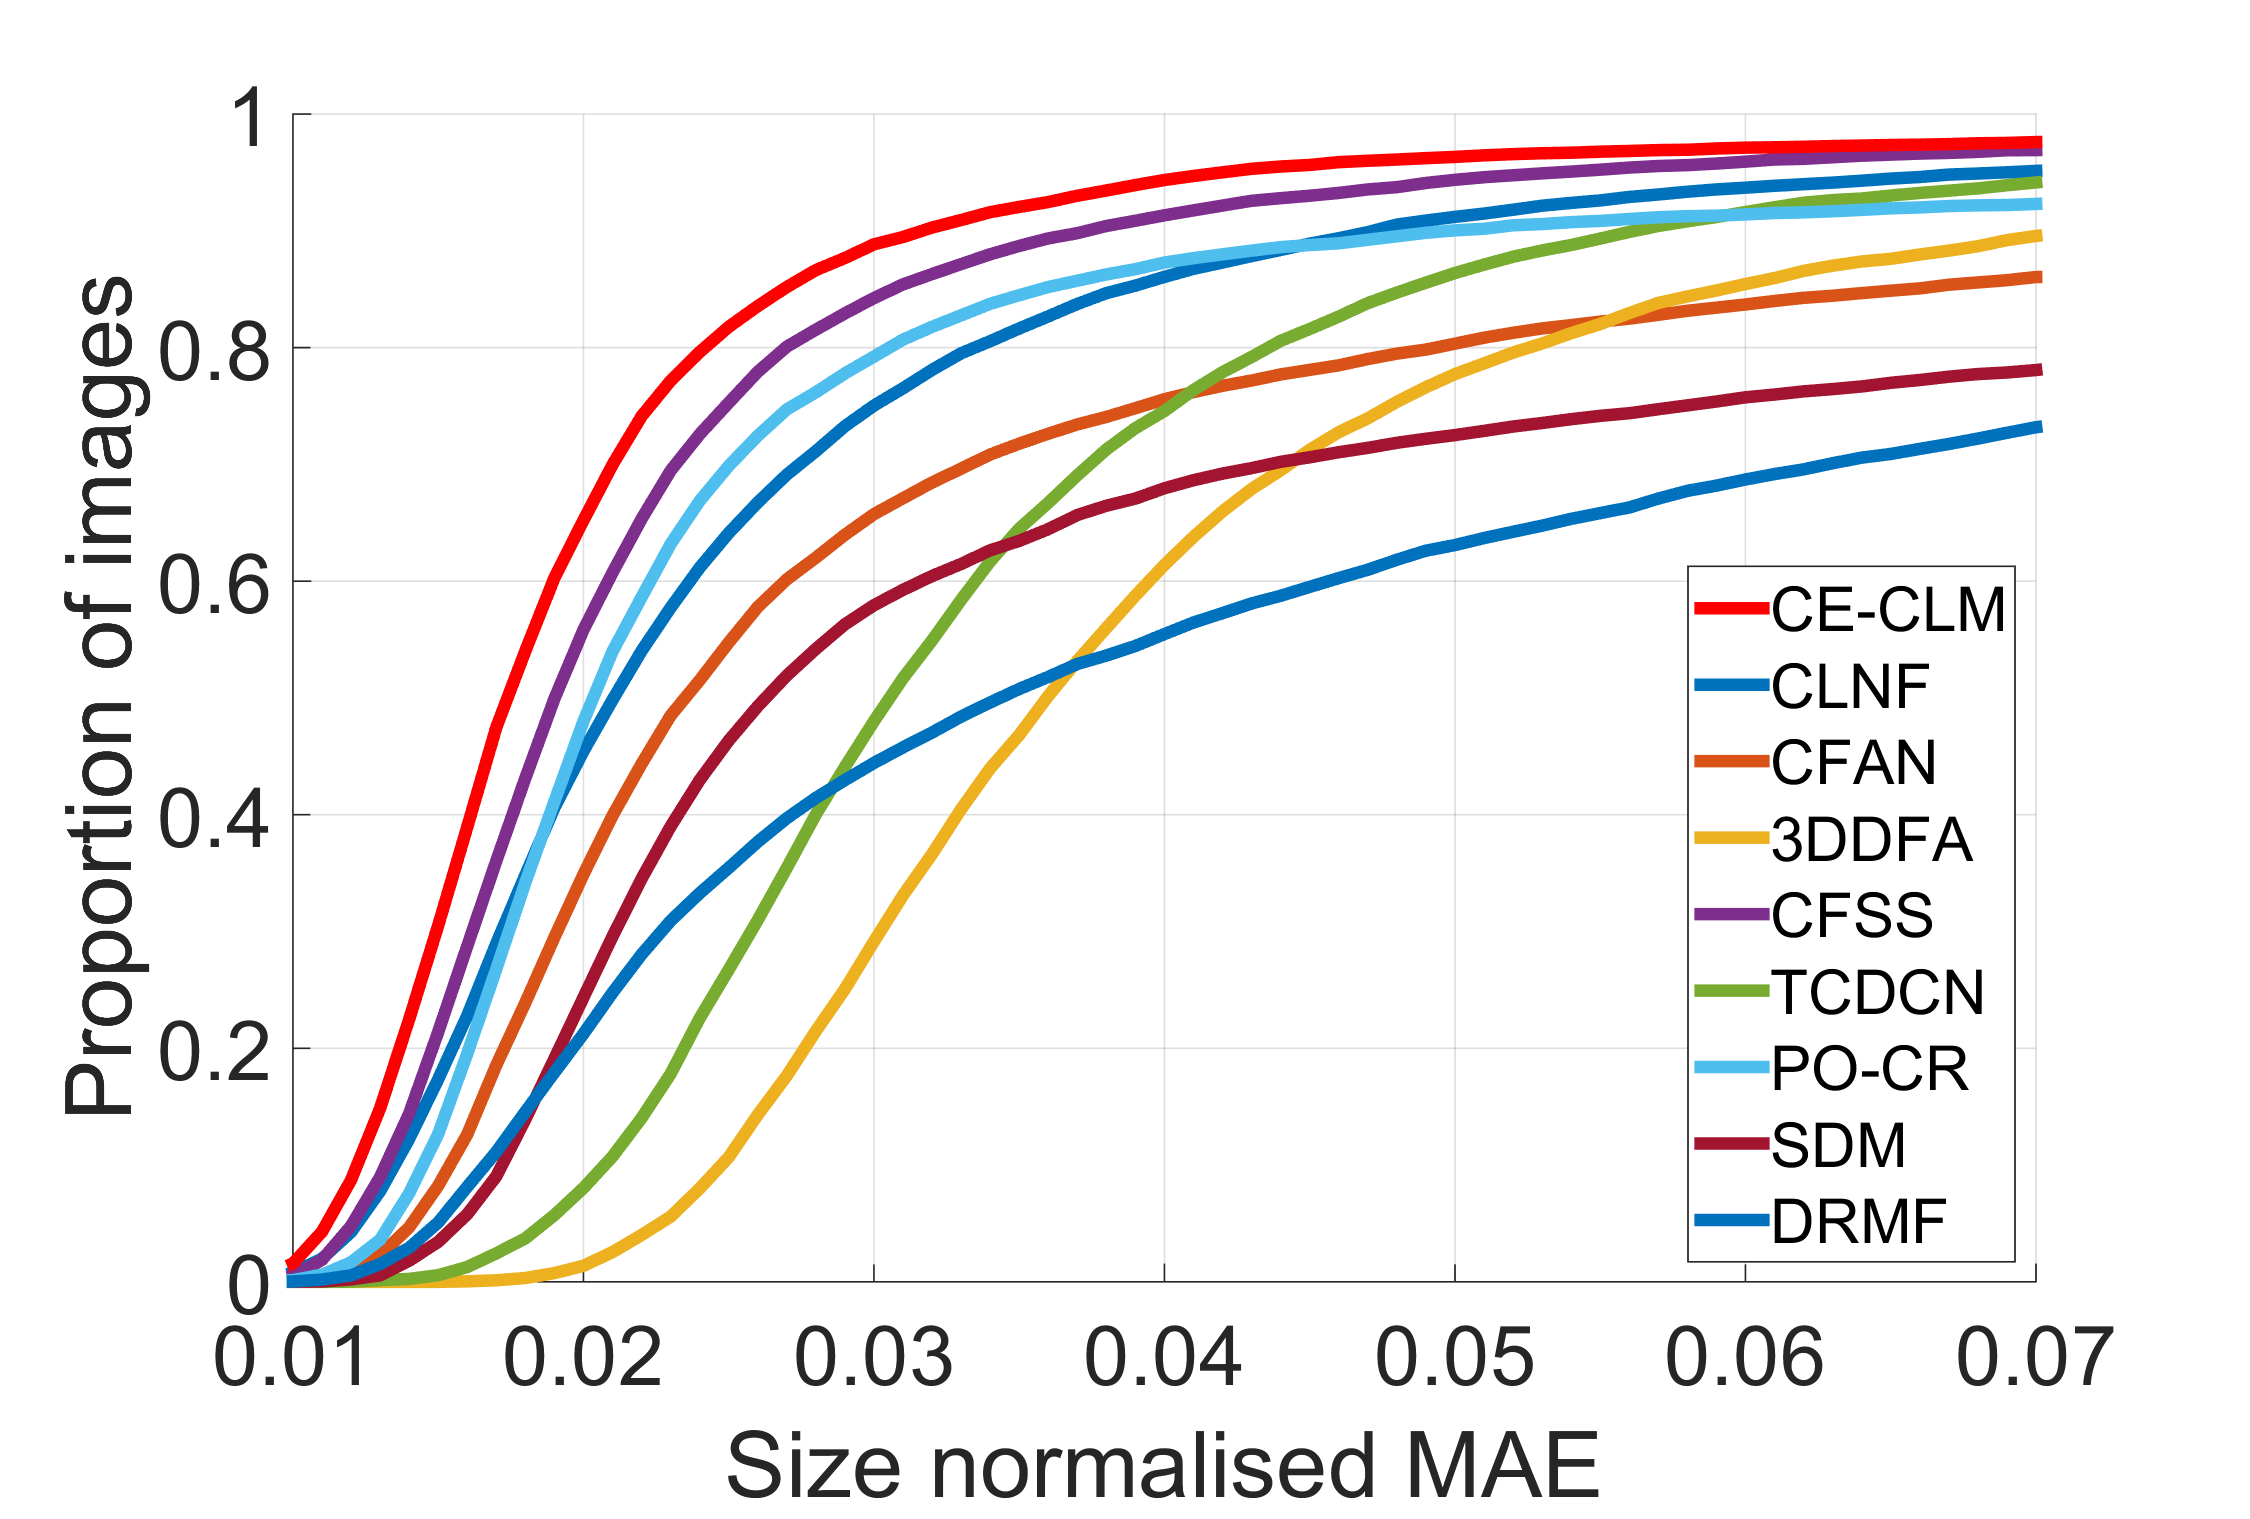 1
0.8
0.6
0.4
0.2
0
Proportion of images
0.01 0.02 0.03 0.04 0.05 0.06 0.07
Size normalised MAE
CE-CLM
CLNF
CFAN
3DDFA
CFSS
TCDCN
PO-CR
SDM
DRMF